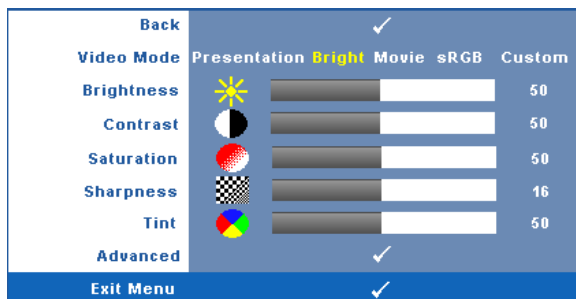 Back
Video Mode Presentation Bright Movie sRGB Custom
Brightness 50
Contrast 50
Saturation 50
Sharpness 16
Tint 50
Advanced
Exit Menu